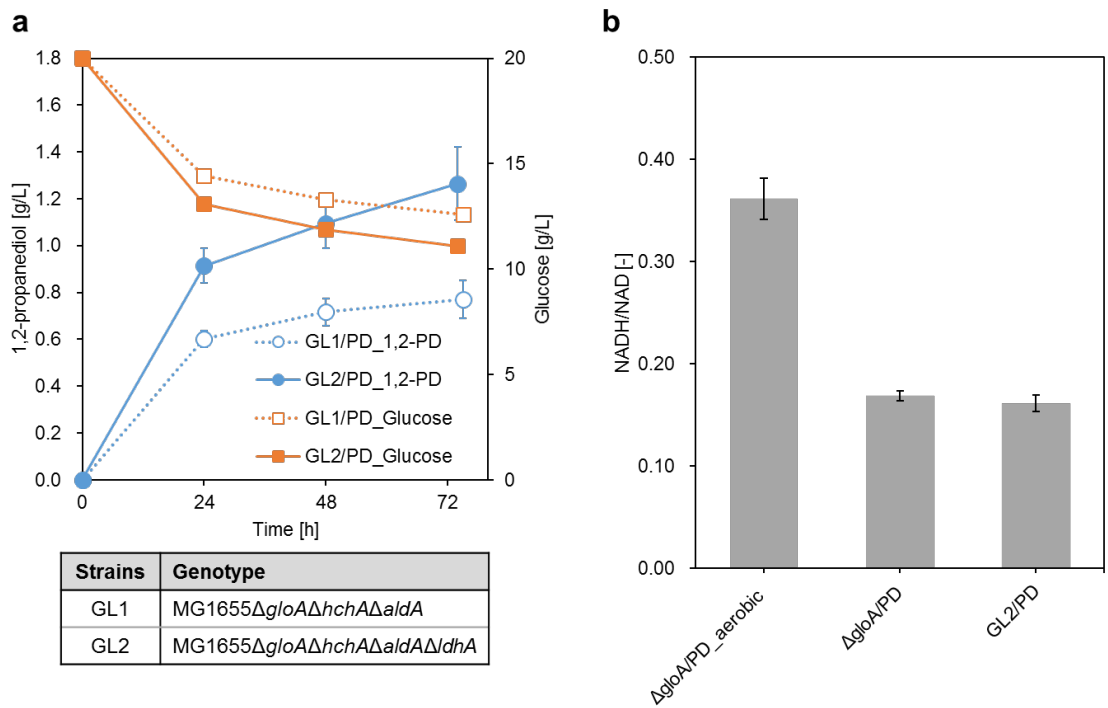 a
1.8
1.6
1.4
1.2
1.0
0.8
0.6
0.4
0.2
0.0
1,2-propanediol [g/L]
20
15
10
5
0
Glucose [g/L]
GL1/PD_1,2-PD
GL2/PD_1,2-PD
GL1/PD_Glucose
GL2/PD_Glucose
0 24 48 72
Time [h]
Strains Genotype
GL1 MG1655ΔgloAΔhchAΔaldA
GL2 MG1655ΔgloAΔhchAΔaldAΔldhA
b
0.50
0.40
0.30
0.20
0.10
0.00
NADH/NAD [-]
ΔgloA/PD_aerobic
ΔgloA/PD
GL2/PD